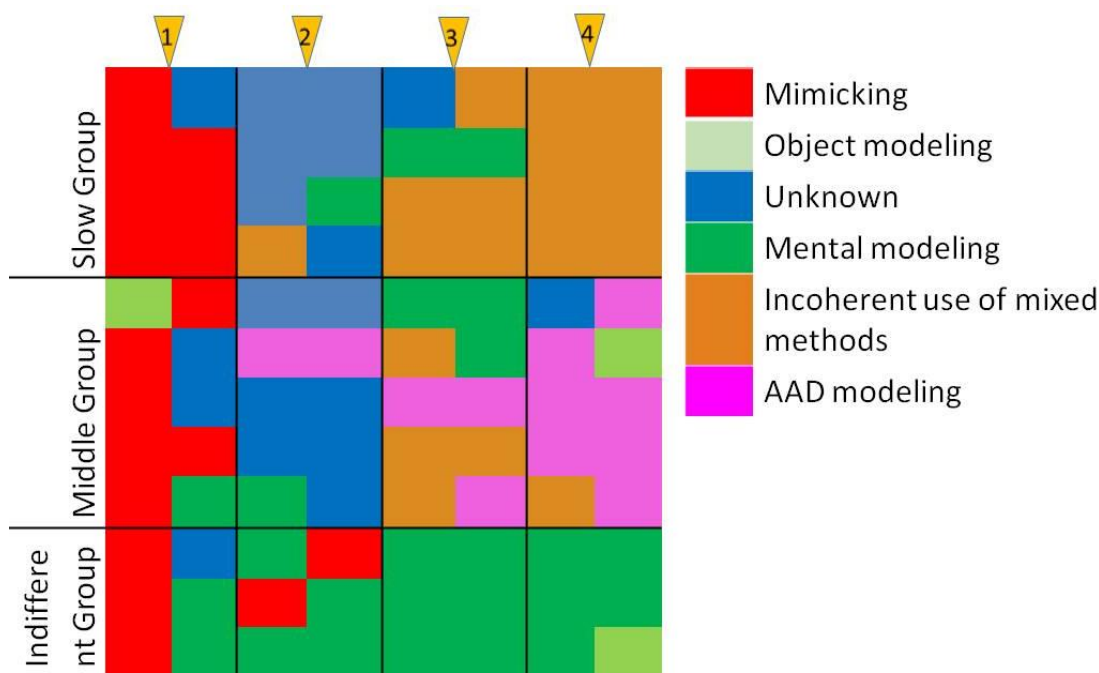 1
2
3
4
Slow Group
Middle Group
Indiffere
nt Group
Mimicking
Object modeling
Unknown
Mental modeling
Incoherent use of mixed
methods
AAD modeling